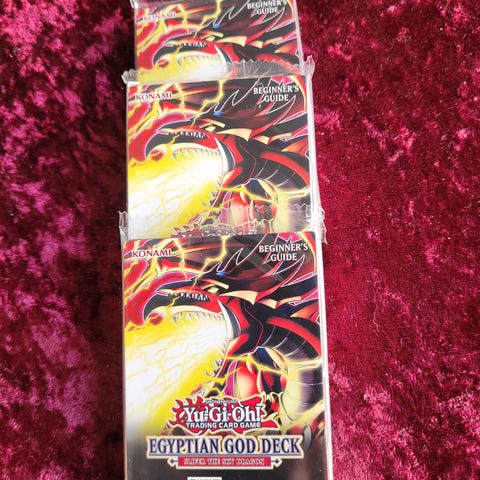 KONAMI
BEGINNER'S
GUIDE
KONAMI
BEGINNER'S
GUIDE
KONAMI
BEGINNER'S
GUIDE
Yu-Gi-Oh!
TRADING CARD GAME
EGYPTIAN GOD DECK
SLIFER THE SKY DRAGON